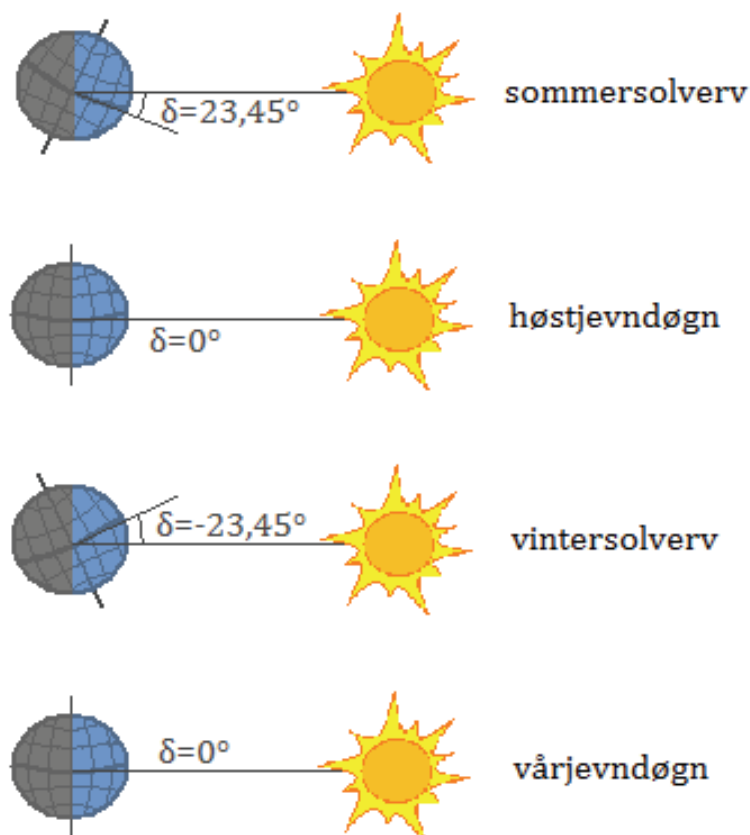 δ=23,45°
sommersolverv
δ=0°
høstjevndøgn
δ=-23,45°
vintersolverv
δ=0°
vårjevndøgn